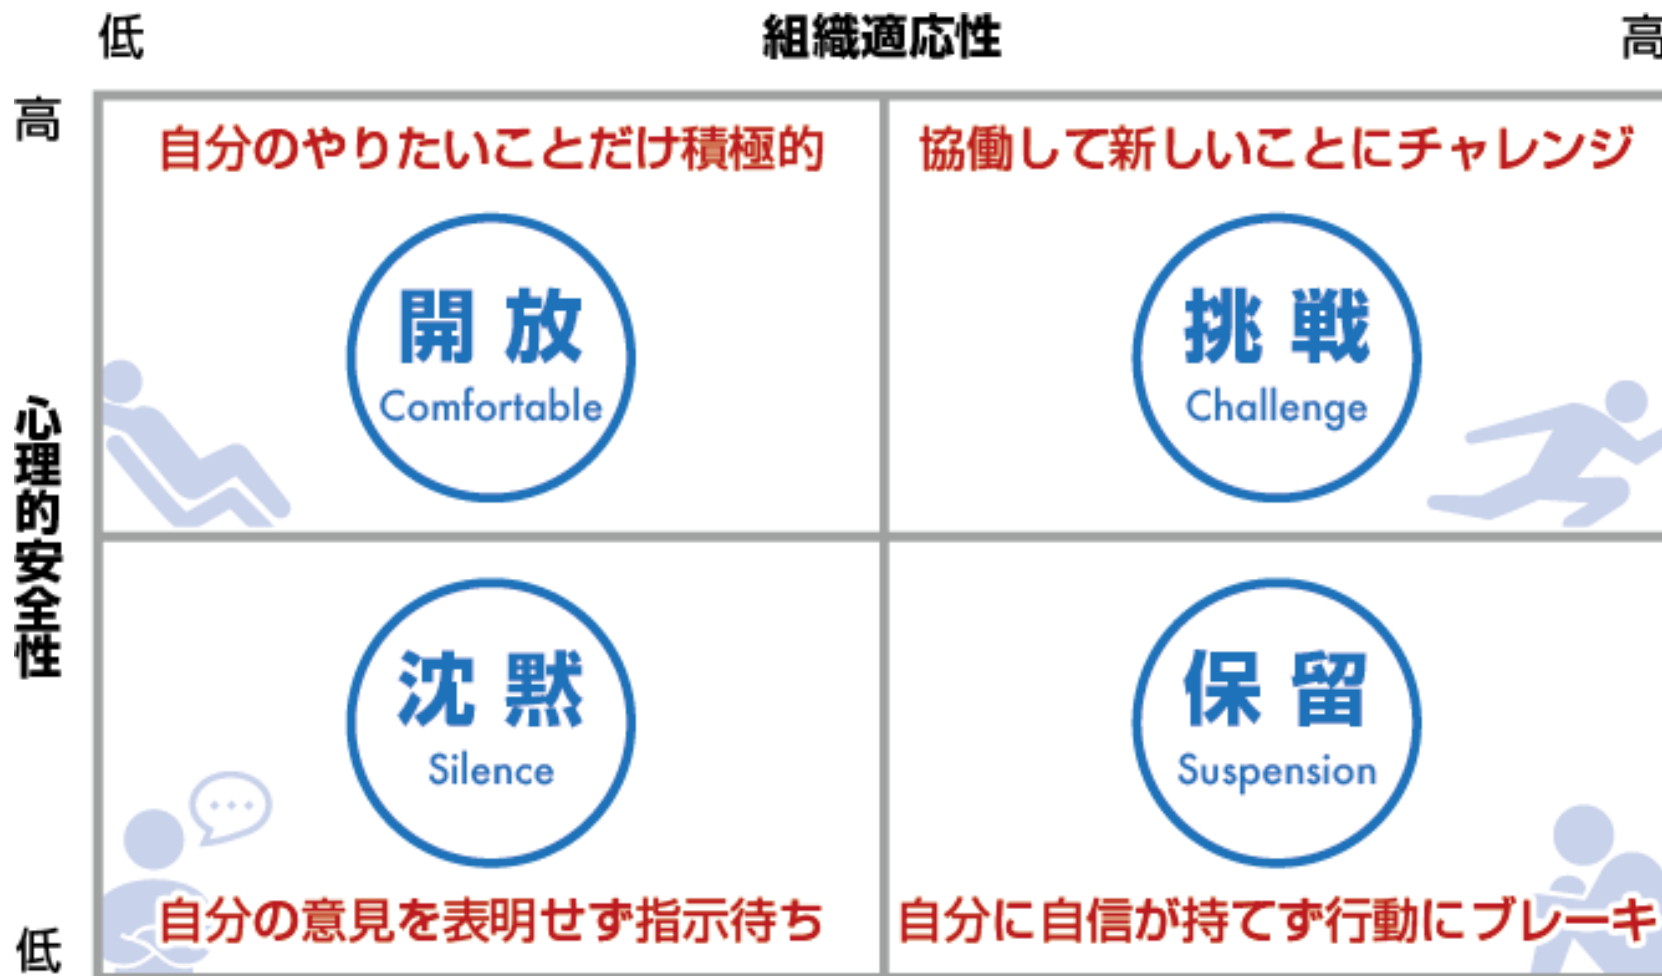 低
組織適応性
高
高
心理的安全性
低
自分のやりたいことだけ積極的
開放
Comfortable
協働して新しいことにチャレンジ
挑戦
Challenge
沈黙
Silence
自分の意見を表明せず指示待ち
保留
Suspension
自分に自信が持てず行動にブレーキ